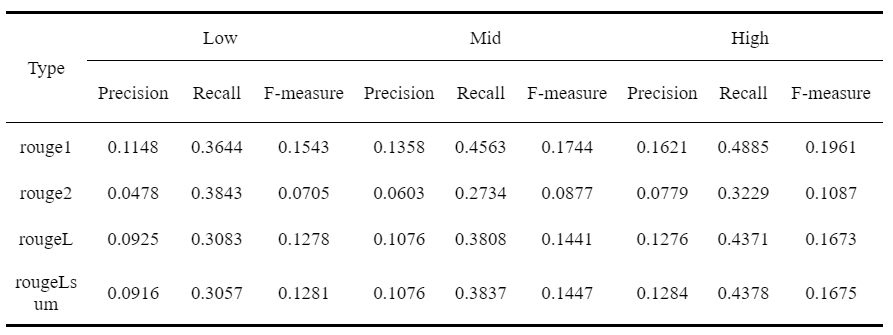 Low Mid High
Type
Precision Recall F-measure Precision Recall F-measure Precision Recall F-measure
rouge1 0.1148 0.3644 0.1543 0.1358 0.4563 0.1744 0.1621 0.4885 0.1961
rouge2 0.0478 0.3843 0.0705 0.0603 0.2734 0.0877 0.0779 0.3229 0.1087
rougeL 0.0925 0.3083 0.1278 0.1076 0.3808 0.1441 0.1276 0.4371 0.1673
rougeLs
um 0.0916 0.3057 0.1281 0.1076 0.3837 0.1447 0.1284 0.4378 0.1675